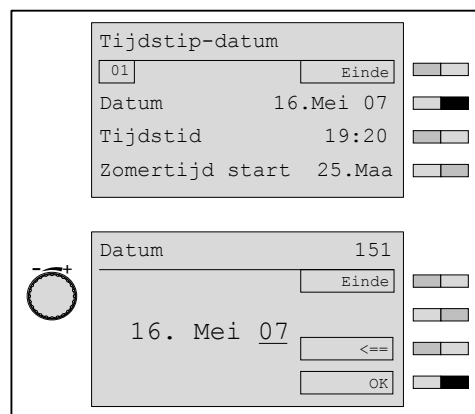 Tijdstip-datum
01 Einde
Datum 16.Mei 07
Tijdstid 19:20
Zomertijd start 25.Maa
Datum 151
Einde
- +
16. Mei 07
<==
OK